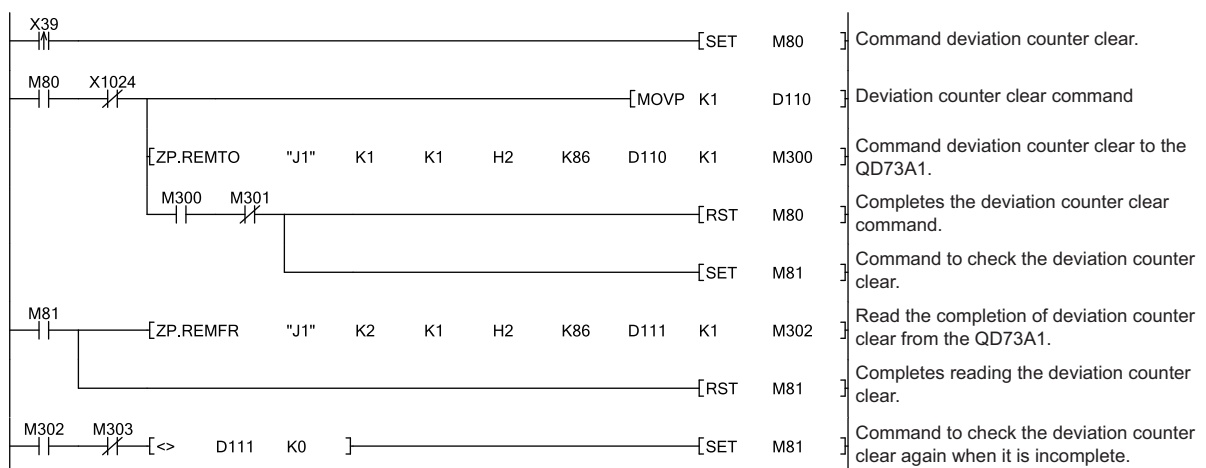 X39
[SET M80 ] Command deviation counter clear.
M80 X1024
[MOVP K1 D110 ] Deviation counter clear command
[ZP.REMTO "J1" K1 K1 H2 K86 D110 K1 M300 ] Command deviation counter clear to the
QD73A1.
M300 M301
[RST M80 ] Completes the deviation counter clear
command.
[SET M81 ] Command to check the deviation counter
clear.
M81
[ZP.REMFR "J1" K2 K1 H2 K86 D111 K1 M302 ] Read the completion of deviation counter
clear from the QD73A1.
[RST M81 ] Completes reading the deviation counter
clear.
M302 M303
[<> D111 K0 ] [SET M81 ] Command to check the deviation counter
clear again when it is incomplete.